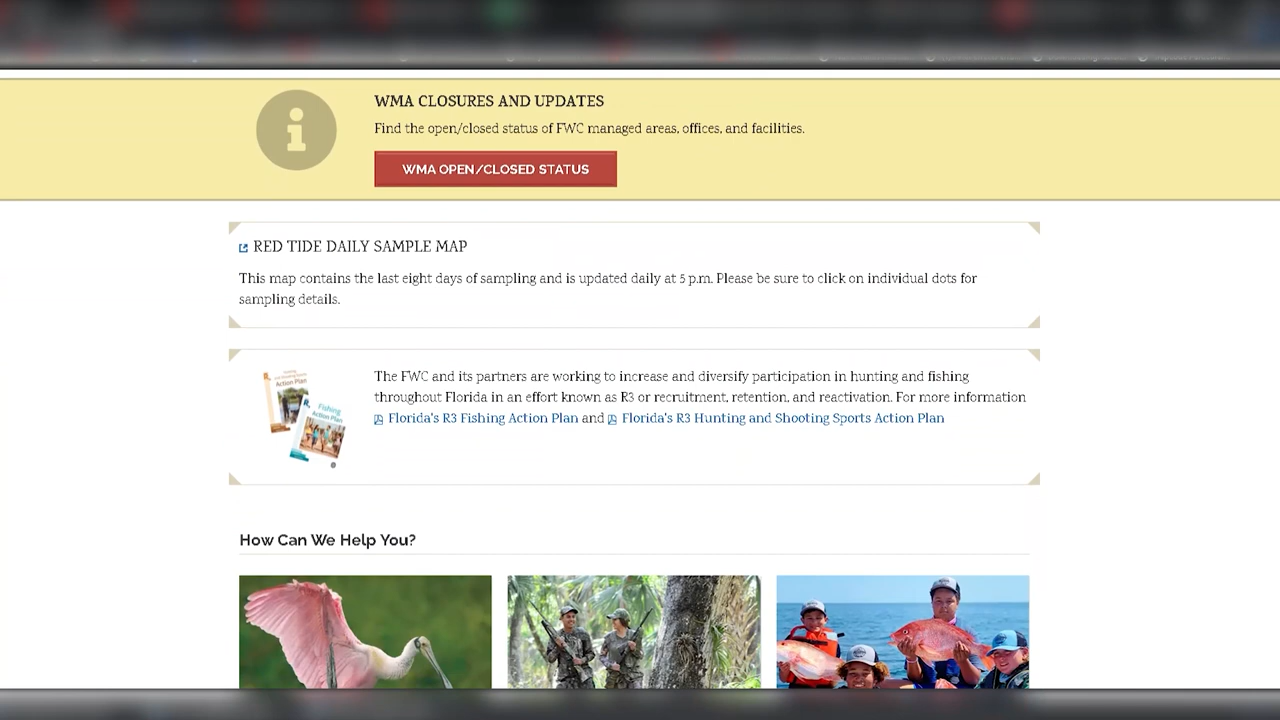 WMA CLOSURES AND UPDATES
Find the open/closed status of FWC managed areas, offices, and facilities.
WMA OPEN/CLOSED STATUS
RED TIDE DAILY SAMPLE MAP
This map contains the last eight days of sampling and is updated daily at 5 p.m. Please be sure to click on individual dots for
sampling details.
Action Plan
Fishing
Action Plan
The FWC and its partners are working to increase and diversify participation in hunting and fishing
throughout Florida in an effort known as R3 or recruitment, retention, and reactivation. For more information
Florida's R3 Fishing Action Plan and Florida's R3 Hunting and Shooting Sports Action Plan
How Can We Help You?